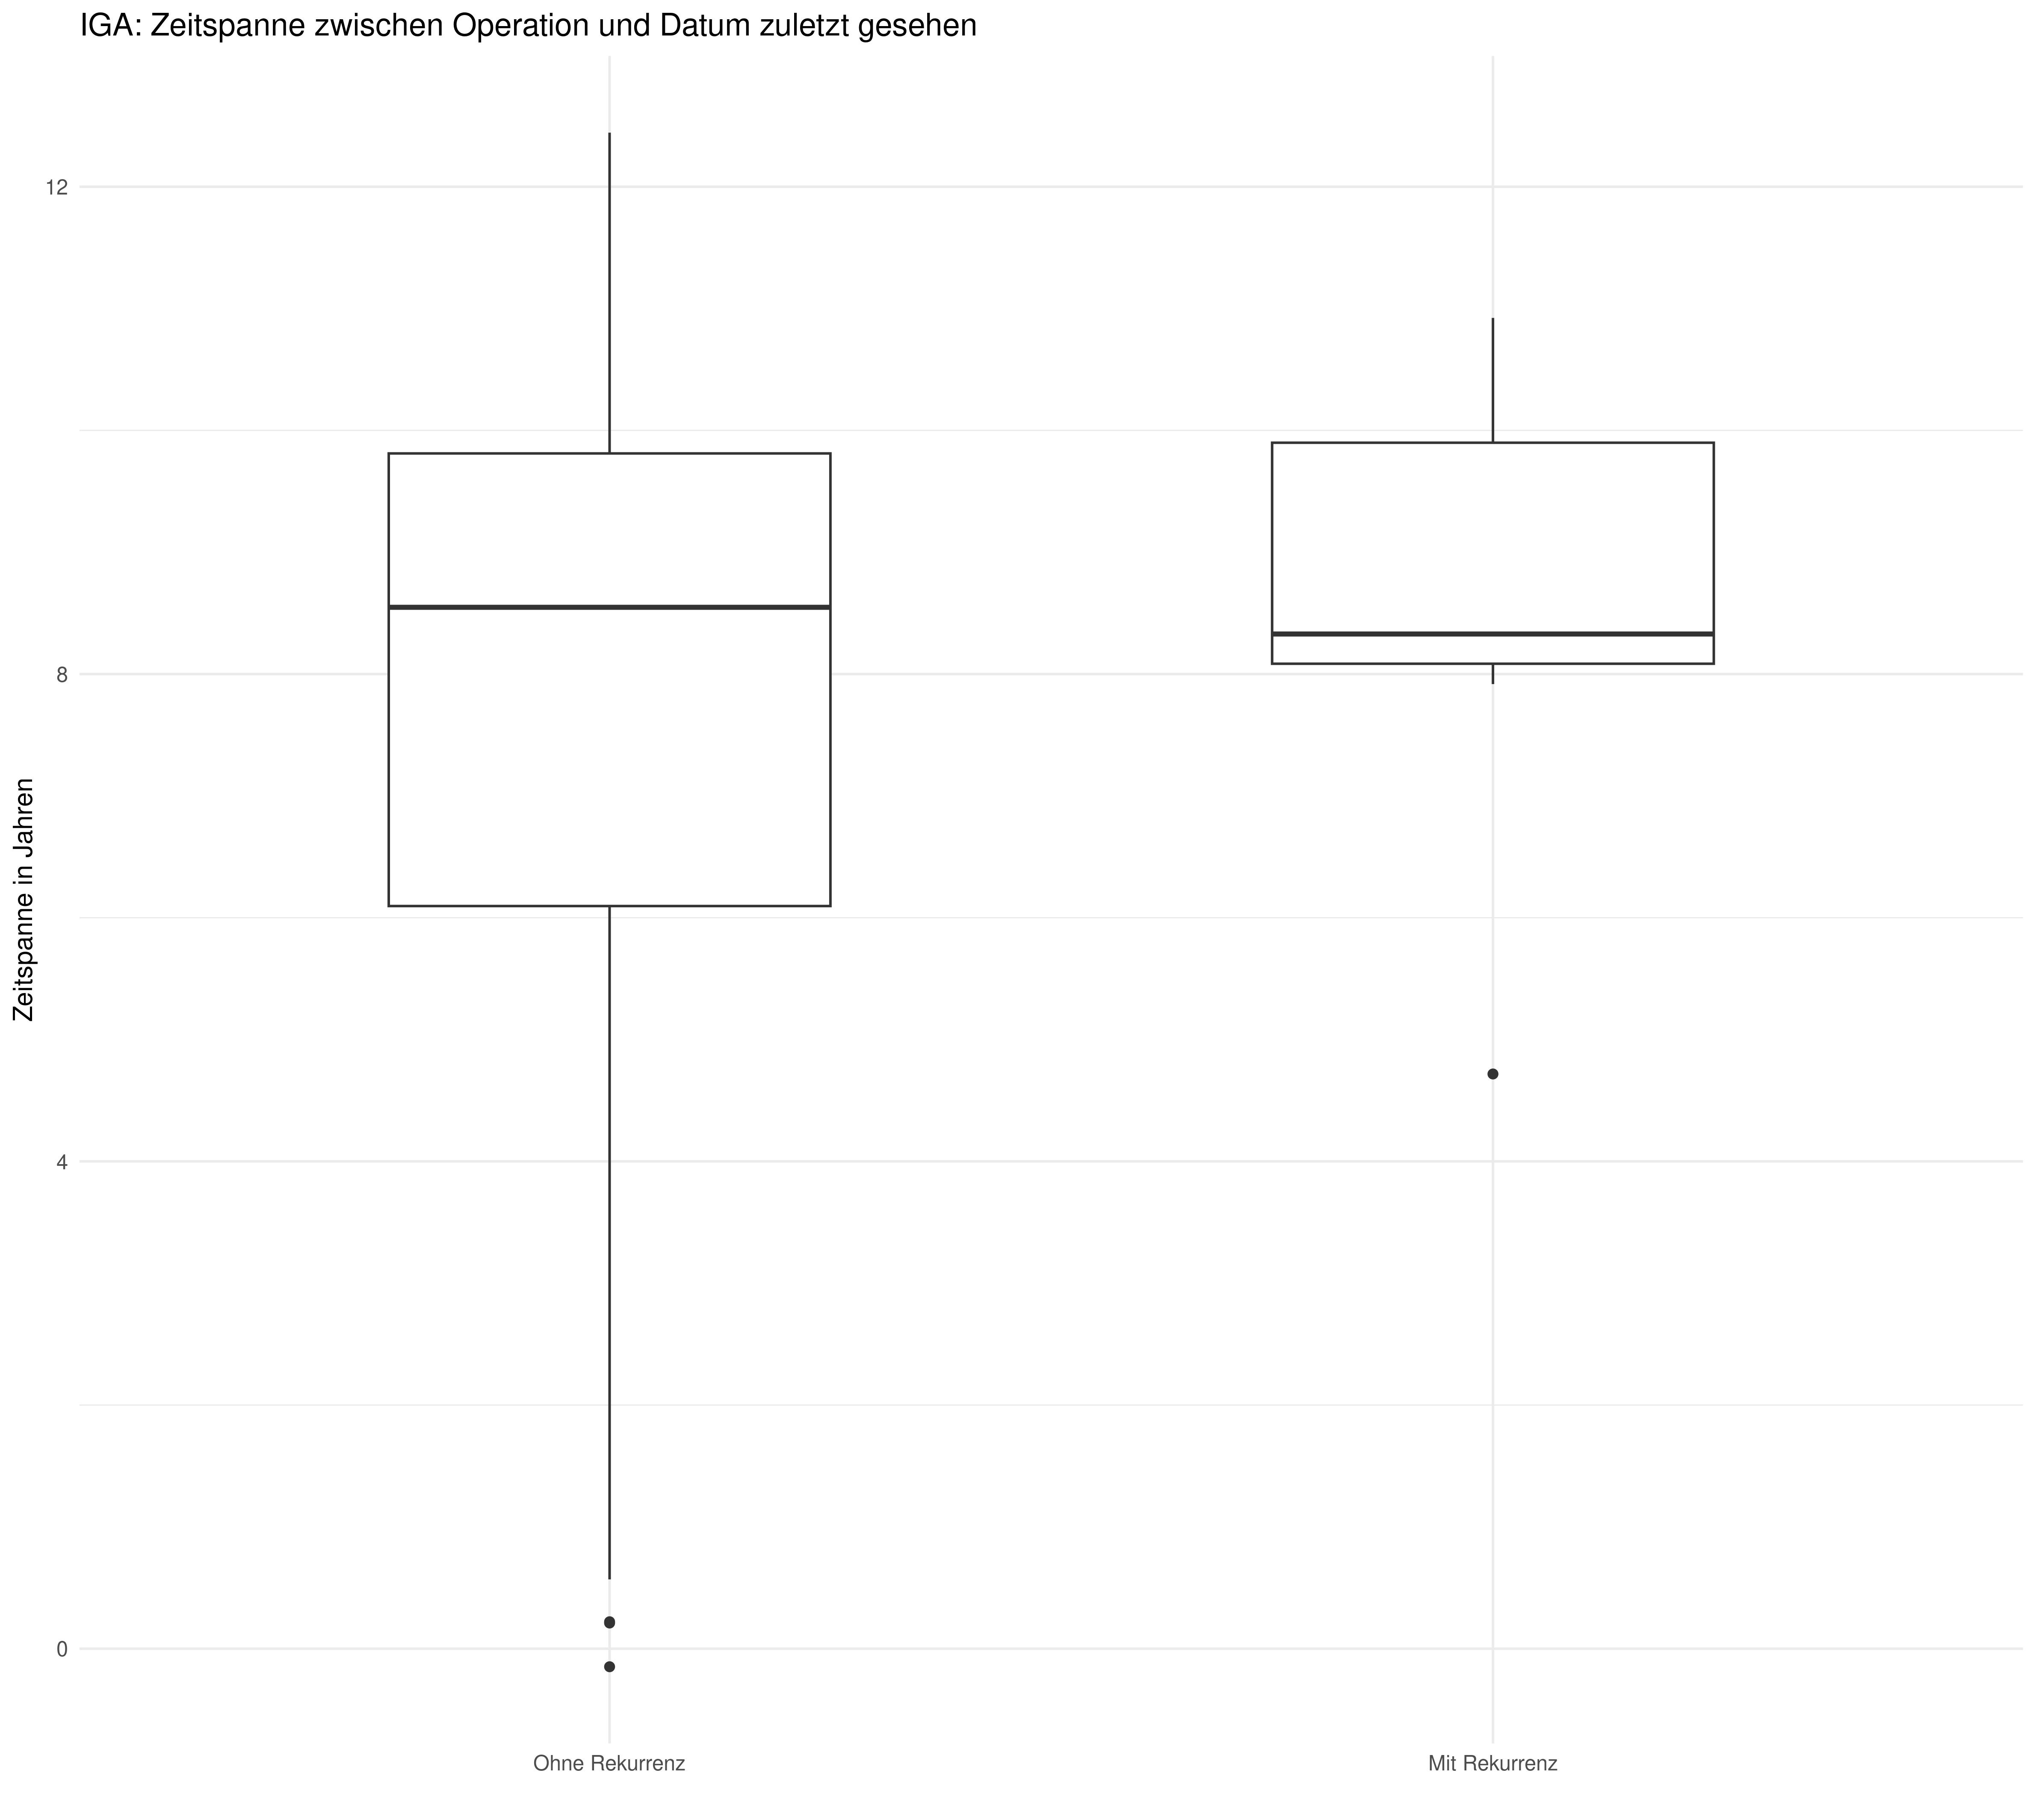 IGA: Zeitspanne zwischen Operation und Datum zuletzt gesehen
Zeitspanne in Jahren
12
8
4
0
Ohne Rekurrenz
Mit Rekurrenz